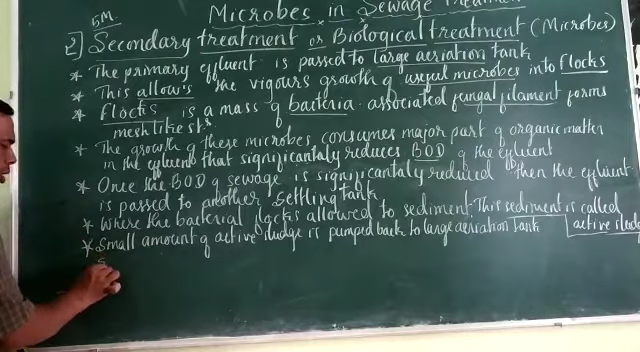 Microbes in Sewage Treatment
5M
2] Secondary treatment or Biological treatment (Microbes)
* The primary effluent is passed to large aeriation tank
* This allows the vigours growth of useful microbes into flocks
* flocks is a mass of bacteria associated fungal filament forms
meshlike str
* The growth of these microbes consumes major part of organic matter
in the effluent that significantaly reduces BOD of the effluent
* Once the BOD of sewage is significantaly reduced then the effluent
is passed to another settling tank
* Where the bacterial flocks allowed to sediment. This sediment is called
active sludge
* Small amount of active sludge is pumped back to large aeriation tank